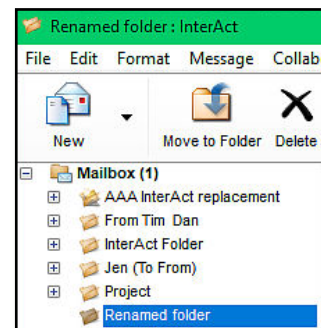 Renamed folder : InterAct
File Edit Format Message Collab
New Move to Folder Delete
Mailbox (1)
AAA InterAct replacement
From Tim Dan
InterAct Folder
Jen (To From)
Project
Renamed folder